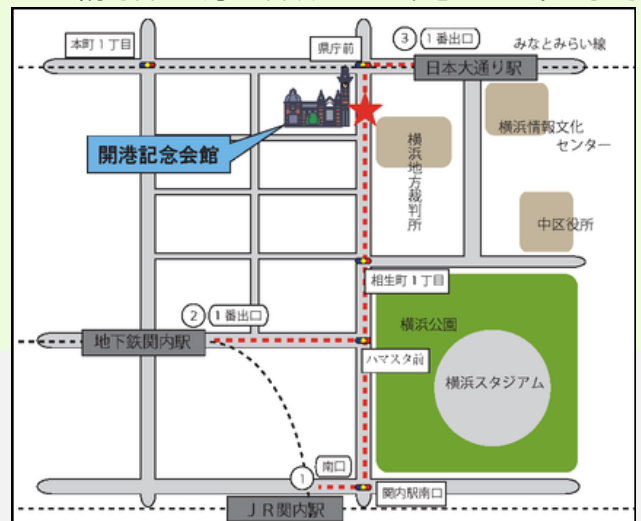 本町1丁目
県庁前
③ 1番出口
みなとみらい線
日本大通り駅
開港記念会館
横浜地方裁判所
横浜情報文化
センター
中区役所
相生町1丁目
② 1番出口
地下鉄関内駅
ハマスタ前
横浜公園
横浜スタジアム
① 南口
関内駅南口
JR関内駅